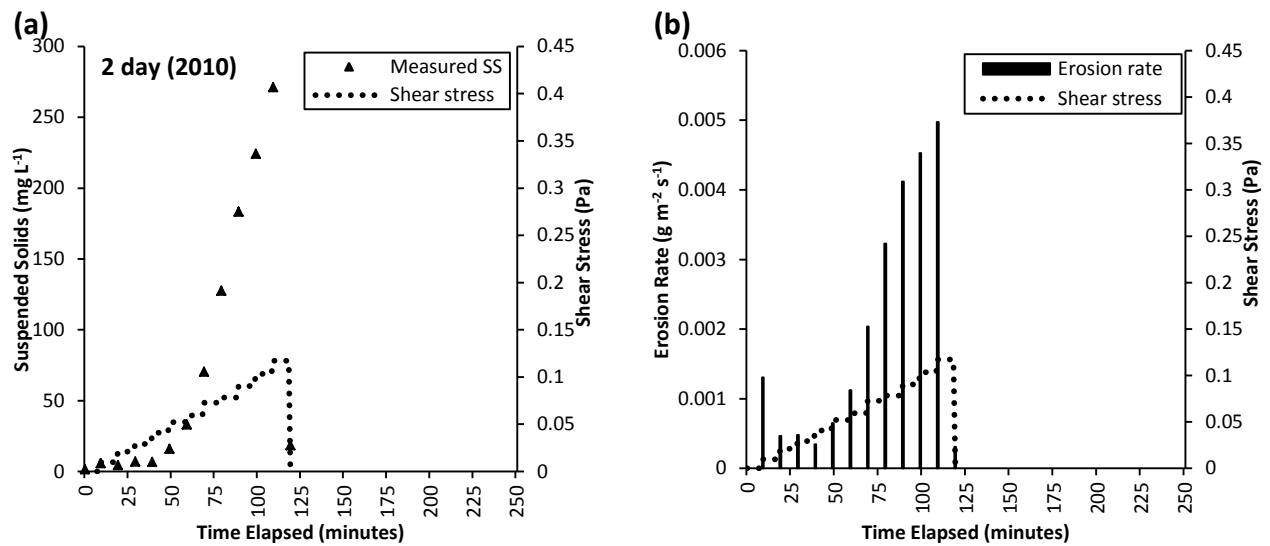 (a)
300
250
200
150
100
50
0
Suspended Solids (mg L⁻¹)
2 day (2010)
Measured SS
Shear stress
0.45
0.4
0.35
0.3
0.25
0.2
0.15
0.1
0.05
0
Shear Stress (Pa)
0 25 50 75 100 125 150 175 200 225 250
Time Elapsed (minutes)
(b)
0.006
0.005
0.004
0.003
0.002
0.001
0.000
Erosion Rate (g m⁻² s⁻¹)
Erosion rate
Shear stress
0.45
0.4
0.35
0.3
0.25
0.2
0.15
0.1
0.05
0
Shear Stress (Pa)
0 25 50 75 100 125 150 175 200 225 250
Time Elapsed (minutes)